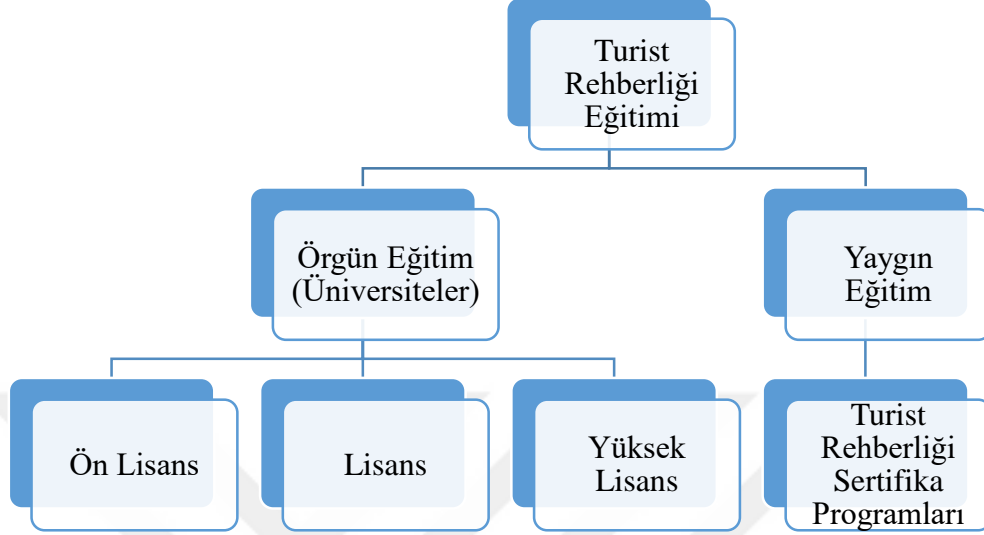 Turist
Rehberliği
Eğitimi
Örgün Eğitim
(Üniversiteler)
Yaygın
Eğitim
Ön Lisans
Lisans
Yüksek
Lisans
Turist
Rehberliği
Sertifika
Programları